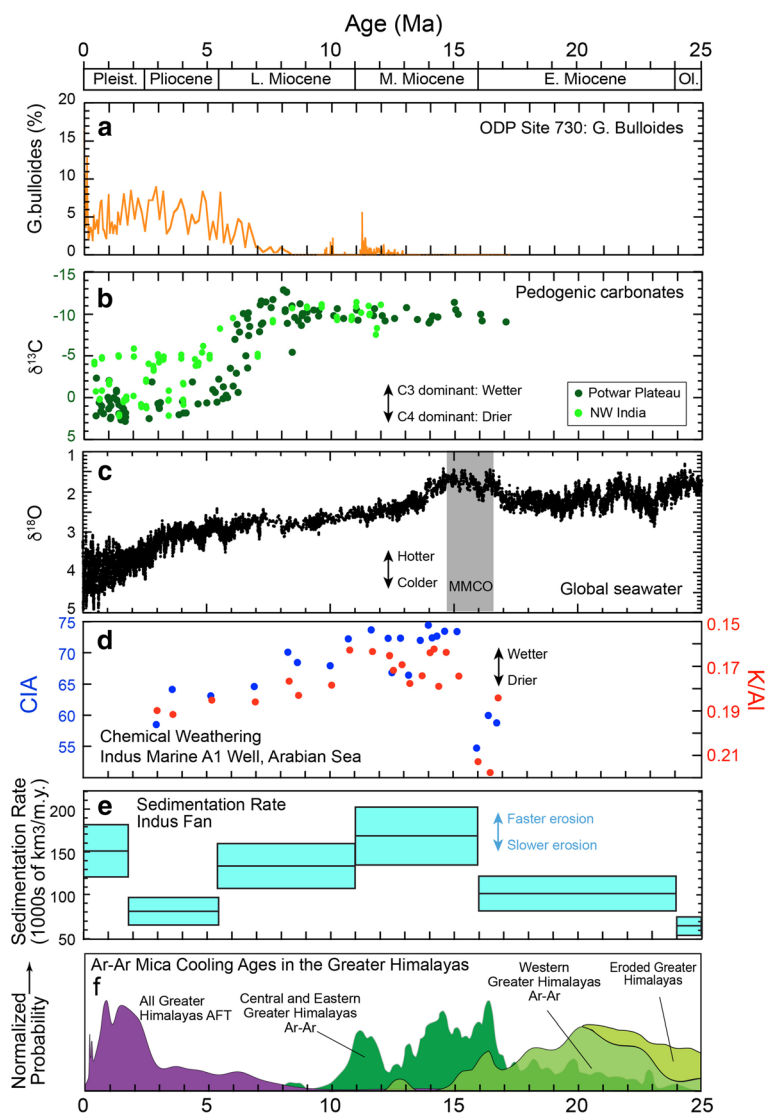 Age (Ma)
0 5 10 15 20 25
Pleist. Pliocene L. Miocene M. Miocene E. Miocene Ol.
G.bulloides (%)
20
15
10
5
0
a
ODP Site 730: G. Bulloides
δ13C
-15
-10
-5
0
5
b
Pedogenic carbonates
C3 dominant: Wetter
C4 dominant: Drier
Potwar Plateau
NW India
δ18O
1
2
3
4
5
c
Hotter
Colder
MMCO
Global seawater
CIA
75
70
65
60
55
d
Wetter
Drier
Chemical Weathering
Indus Marine A1 Well, Arabian Sea
0.15
0.17
0.19
0.21
K/Al
Sedimentation Rate
(1000s of km3/m.y.)
200
150
100
50
e
Sedimentation Rate
Indus Fan
Faster erosion
Slower erosion
Normalized
Probability
Ar-Ar Mica Cooling Ages in the Greater Himalayas
f
All Greater
Himalayas AFT
Central and Eastern
Greater Himalayas
Ar-Ar
Western
Greater Himalayas
Ar-Ar
Eroded Greater
Himalayas
0 5 10 15 20 25